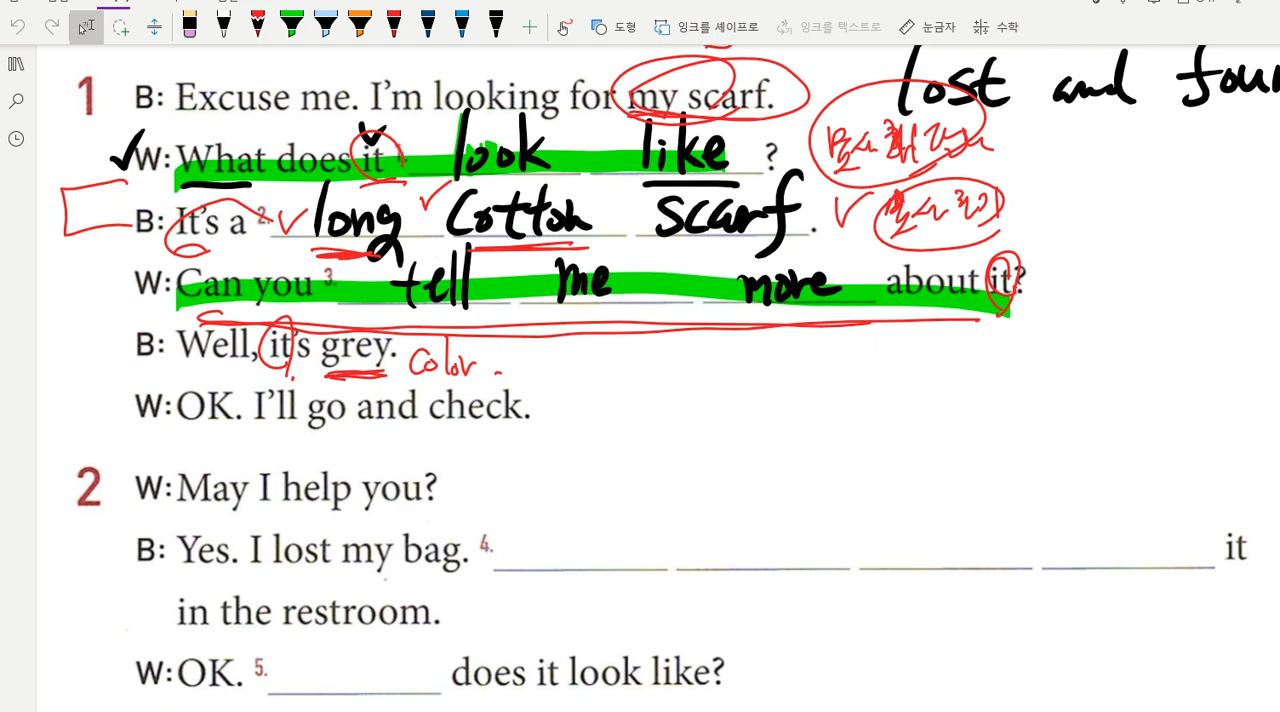 도형 잉크를 셰이프로 잉크를 텍스트로 눈금자 수학
lost and foun
1 B: Excuse me. I'm looking for my scarf.
W: What does it 1. look like ?
B: It's a 2. long cotton scarf.
W: Can you 3. tell me more about it?
B: Well, it's grey. Color.
W: OK. I'll go and check.
2 W: May I help you?
B: Yes. I lost my bag. 4. it
in the restroom.
W: OK. 5. does it look like?